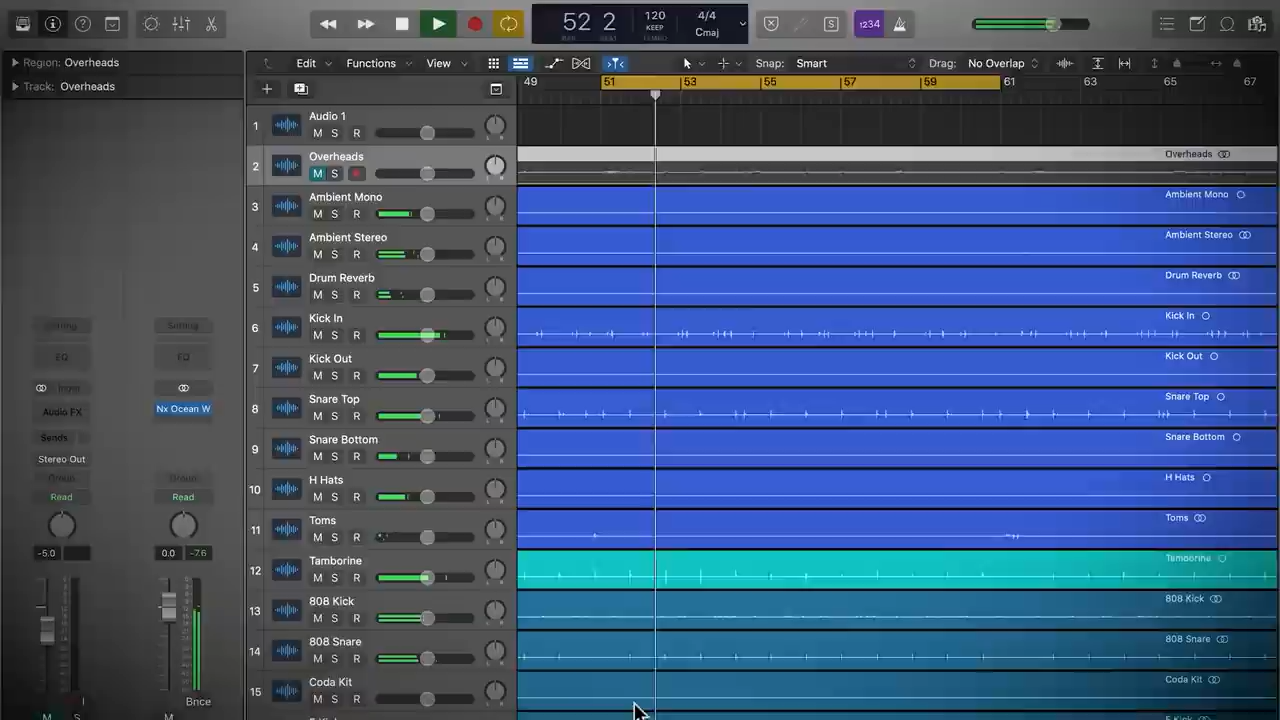 52 2
BAR BEAT
120
KEEP
TEMPO
4/4
Cmaj
S
1234
Region: Overheads
Track: Overheads
Edit
Functions
View
Snap: Smart
Drag: No Overlap
49 51 53 55 57 59 61 63 65 67
1 Audio 1
M S R
2 Overheads
M S
Overheads
3 Ambient Mono
M S R
Ambient Mono
4 Ambient Stereo
M S R
Ambient Stereo
5 Drum Reverb
M S R
Drum Reverb
6 Kick In
M S R
Kick In
7 Kick Out
M S R
Kick Out
8 Snare Top
M S R
Snare Top
9 Snare Bottom
M S R
Snare Bottom
10 H Hats
M S R
H Hats
11 Toms
M S R
Toms
12 Tamborine
M S R
Tamborine
13 808 Kick
M S R
808 Kick
14 808 Snare
M S R
808 Snare
15 Coda Kit
M S R
Coda Kit
Setting Setting
EQ EQ
Input
Audio FX
Nx Ocean W
Sends
Stereo Out
Group Group
Read Read
-5.0 0.0 -7.6
I Bnce
M S M